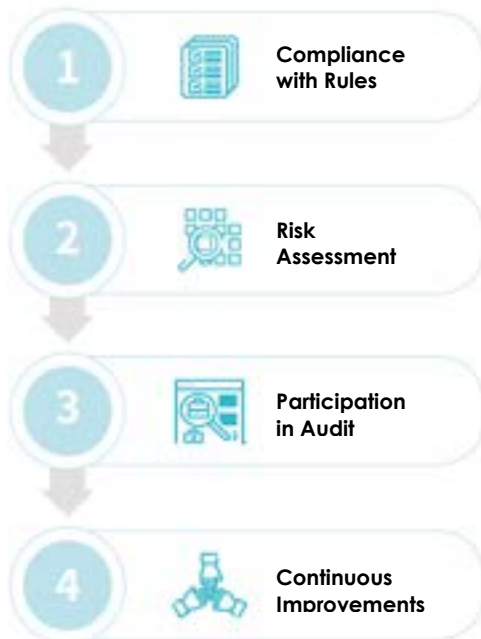 1
Compliance
with Rules
2
Risk
Assessment
3
Participation
in Audit
4
Continuous
Improvements